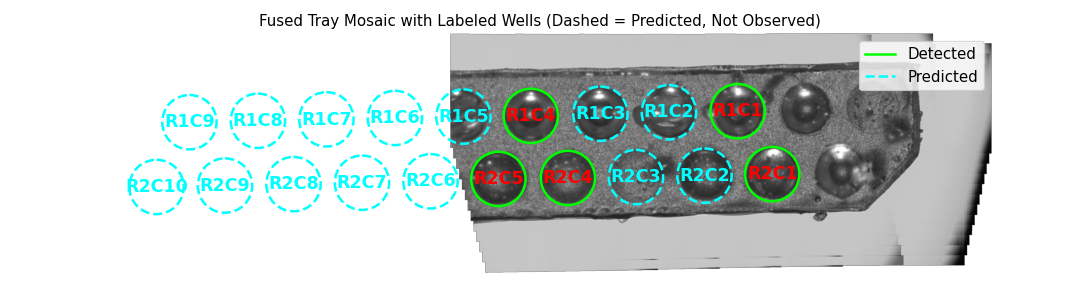 Fused Tray Mosaic with Labeled Wells (Dashed = Predicted, Not Observed)
Detected
Predicted
R1C9 R1C8 R1C7 R1C6 R1C5 R1C4 R1C3 R1C2 R1C1
R2C10 R2C9 R2C8 R2C7 R2C6 R2C5 R2C4 R2C3 R2C2 R2C1